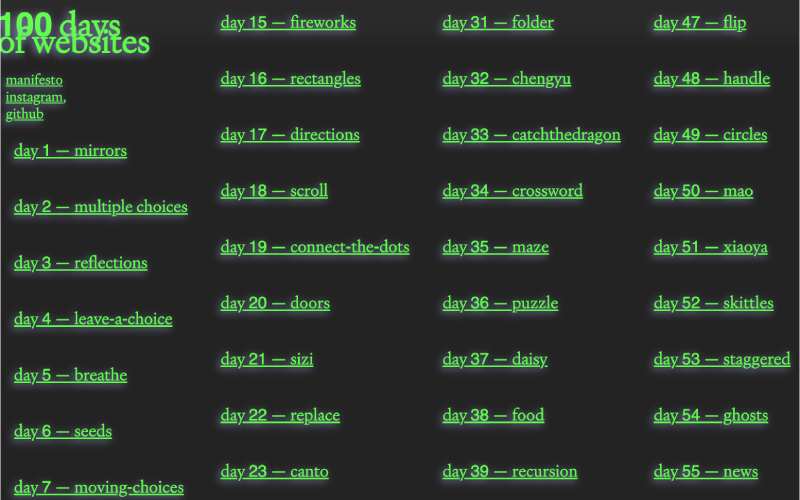 100 days
of websites
manifesto
instagram,
github
day 1 — mirrors
day 2 — multiple choices
day 3 — reflections
day 4 — leave-a-choice
day 5 — breathe
day 6 — seeds
day 7 — moving-choices
day 15 — fireworks
day 16 — rectangles
day 17 — directions
day 18 — scroll
day 19 — connect-the-dots
day 20 — doors
day 21 — sizi
day 22 — replace
day 23 — canto
day 31 — folder
day 32 — chengyu
day 33 — catchthedragon
day 34 — crossword
day 35 — maze
day 36 — puzzle
day 37 — daisy
day 38 — food
day 39 — recursion
day 47 — flip
day 48 — handle
day 49 — circles
day 50 — mao
day 51 — xiaoya
day 52 — skittles
day 53 — staggered
day 54 — ghosts
day 55 — news